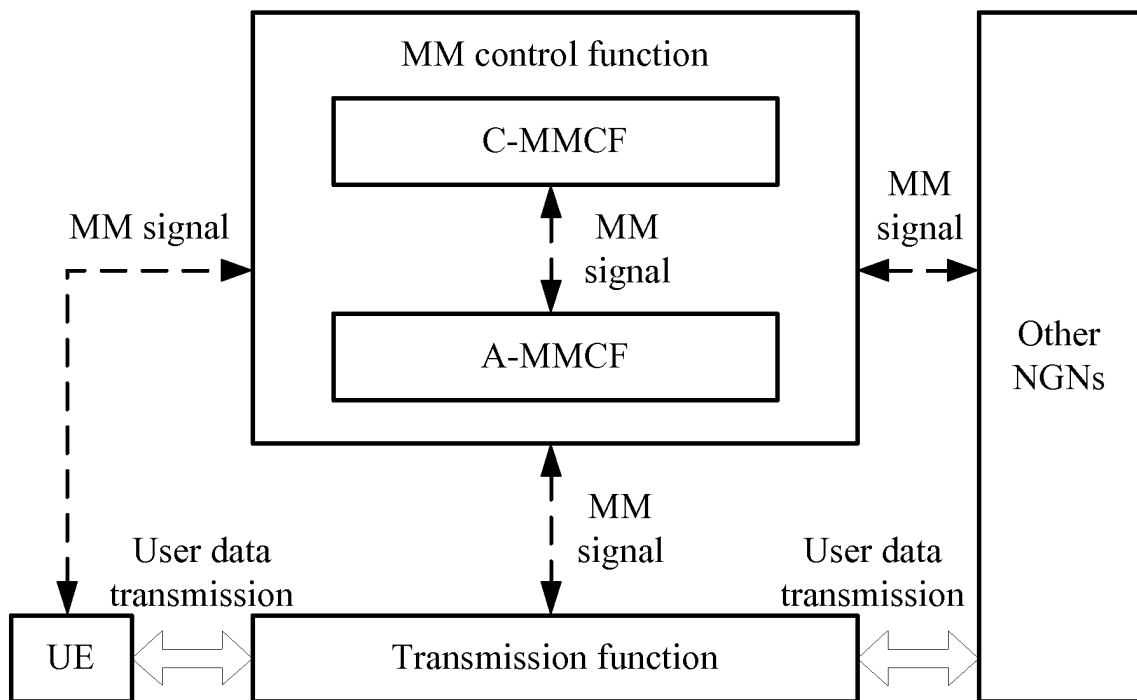 MM control function
C-MMCF
MM
signal
A-MMCF
MM signal
MM
signal
Other
NGNs
MM
signal
User data
transmission
User data
transmission
UE
Transmission function